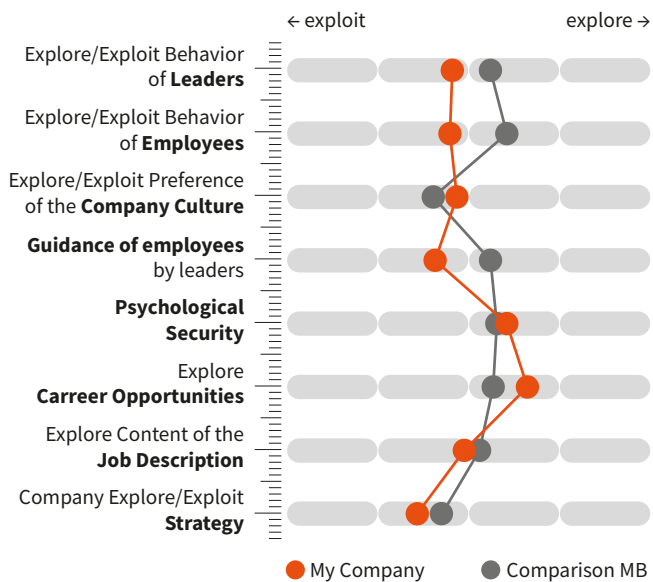 ← exploit
explore →
Explore/Exploit Behavior
of Leaders
Explore/Exploit Behavior
of Employees
Explore/Exploit Preference
of the Company Culture
Guidance of employees
by leaders
Psychological
Security
Explore
Carreer Opportunities
Explore Content of the
Job Description
Company Explore/Exploit
Strategy
My Company
Comparison MB